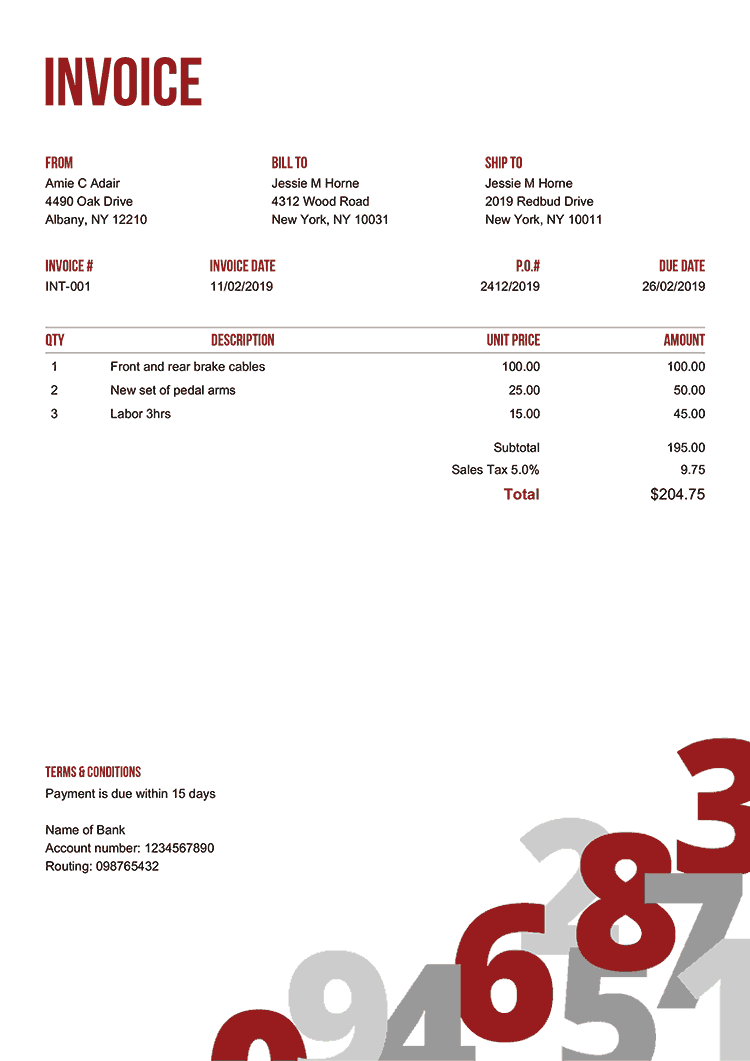 INVOICE
FROM BILL TO SHIP TO
Amie C Adair Jessie M Horne Jessie M Horne
4490 Oak Drive 4312 Wood Road 2019 Redbud Drive
Albany, NY 12210 New York, NY 10031 New York, NY 10011
INVOICE # INVOICE DATE P.O.# DUE DATE
INT-001 11/02/2019 2412/2019 26/02/2019
QTY DESCRIPTION UNIT PRICE AMOUNT
1 Front and rear brake cables 100.00 100.00
2 New set of pedal arms 25.00 50.00
3 Labor 3hrs 15.00 45.00
Subtotal 195.00
Sales Tax 5.0% 9.75
Total $204.75
TERMS & CONDITIONS
Payment is due within 15 days
Name of Bank
Account number: 1234567890
Routing: 098765432
3
2 8 7
6 5 1
0 9 4